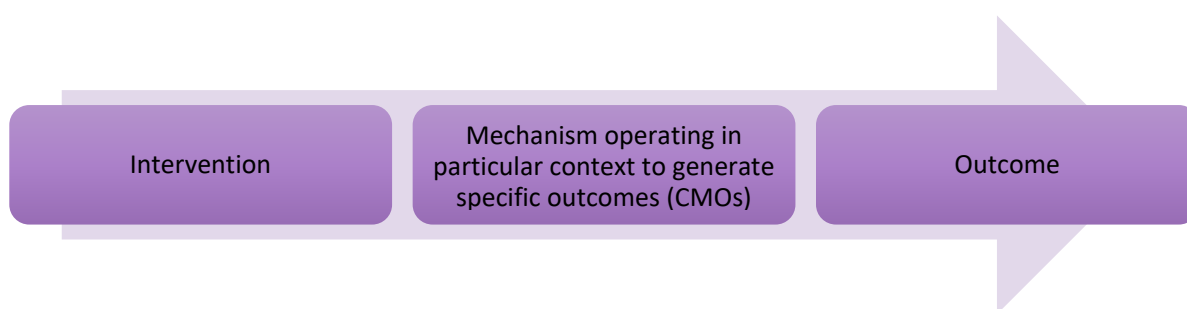 Intervention
Mechanism operating in
particular context to generate
specific outcomes (CMOs)
Outcome